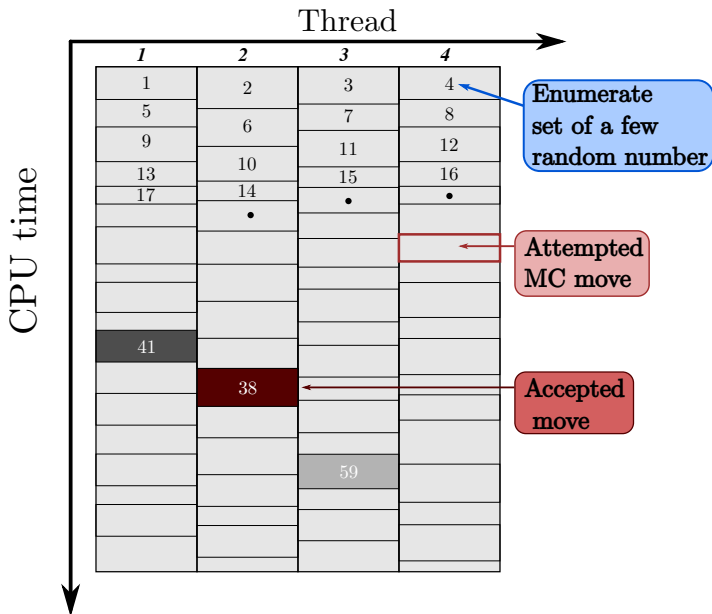 Thread
1 2 3 4
1 2 3 4
5 6 7 8
9 10 11 12
13 14 15 16
17
Enumerate
set of a few
random number
CPU time
Attempted
MC move
41
38
Accepted
move
59